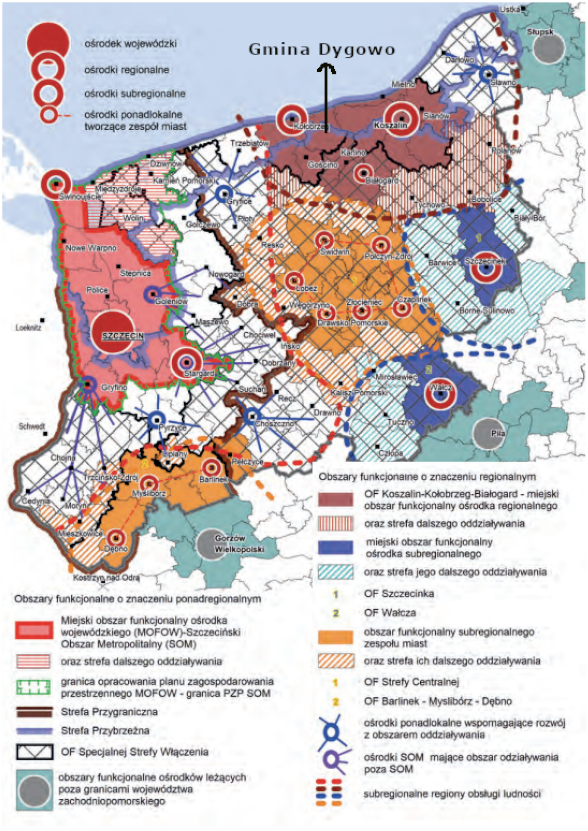 Ustka
Słupsk
ośrodek wojewódzki
Gmina Dygowo
ośrodki regionalne
Darłowo
Sławno
ośrodki subregionalne
Mielno
ośrodki ponadlokalne
tworzące zespół miast
Sianów
Kołobrzeg
Koszalin
Trzebiatów
Karlino
Polanów
Dziwnów
Gościno
Kamień Pomorski
Białogard
Świnoujście
Międzyzdroje
Gryfice
Tychowo
Bobolice
Wolin
Golczewo
Płoty
Biały Bór
Świdwin
Nowe Warpno
Resko
Połczyn-Zdrój
1
Barwice
Szczecinek
Stepnica
Nowogard
Police
Łobez
Goleniów
Dobra
Węgorzyno
Złocieniec
Czaplinek
Borne Sulinowo
Loeknitz
Maszewo
Drawsko Pomorskie
SZCZECIN
Chociwel
Ińsko
Dobrzany
Stargard
Mirosławiec
2
Gryfino
Suchań
Kalisz Pomorski
Wałcz
Recz
Drawno
Schwedt
Pyrzyce
Choszczno
Tuczno
Piła
Chojna
Lipiany
Pełczyce
Człopa
Trzcińsko-Zdrój
Barlinek
Cedynia
Moryń
Myślibórz
Mieszkowice
Dębno
Gorzów
Wielkopolski
Kostrzyn nad Odrą
Obszary funkcjonalne o znaczeniu ponadregionalnym
Miejski obszar funkcjonalny ośrodka
wojewódzkiego (MOFOW)-Szczeciński
Obszar Metropolitalny (SOM)
oraz strefa dalszego oddziaływania
granica opracowania planu zagospodarowania
przestrzennego MOFOW - granica PZP SOM
Strefa Przygraniczna
Strefa Przybrzeżna
OF Specjalnej Strefy Włączenia
obszary funkcjonalne ośrodków leżących
poza granicami województwa
zachodniopomorskiego
Obszary funkcjonalne o znaczeniu regionalnym
OF Koszalin-Kołobrzeg-Białogard - miejski
obszar funkcjonalny ośrodka regionalnego
oraz strefa dalszego oddziaływania
miejski obszar funkcjonalny
ośrodka subregionalnego
oraz strefa jego dalszego oddziaływania
1 OF Szczecinka
2 OF Wałcza
obszar funkcjonalny subregionalnego
zespołu miast
oraz strefa ich dalszego oddziaływania
1 OF Strefy Centralnej
2 OF Barlinek - Myslibórz - Dębno
ośrodki ponadlokalne wspomagające rozwój
z obszarem oddziaływania
ośrodki SOM mające obszar odziaływania
poza SOM
subregionalne regiony obsługi ludności